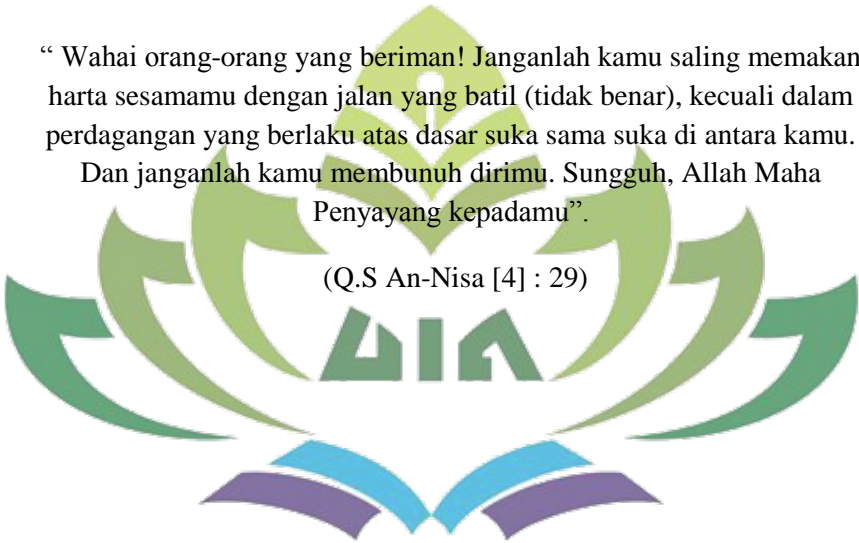 “ Wahai orang-orang yang beriman! Janganlah kamu saling memakan
harta sesamamu dengan jalan yang batil (tidak benar), kecuali dalam
perdagangan yang berlaku atas dasar suka sama suka di antara kamu.
Dan janganlah kamu membunuh dirimu. Sungguh, Allah Maha
Penyayang kepadamu”.
(Q.S An-Nisa [4] : 29)
UIN